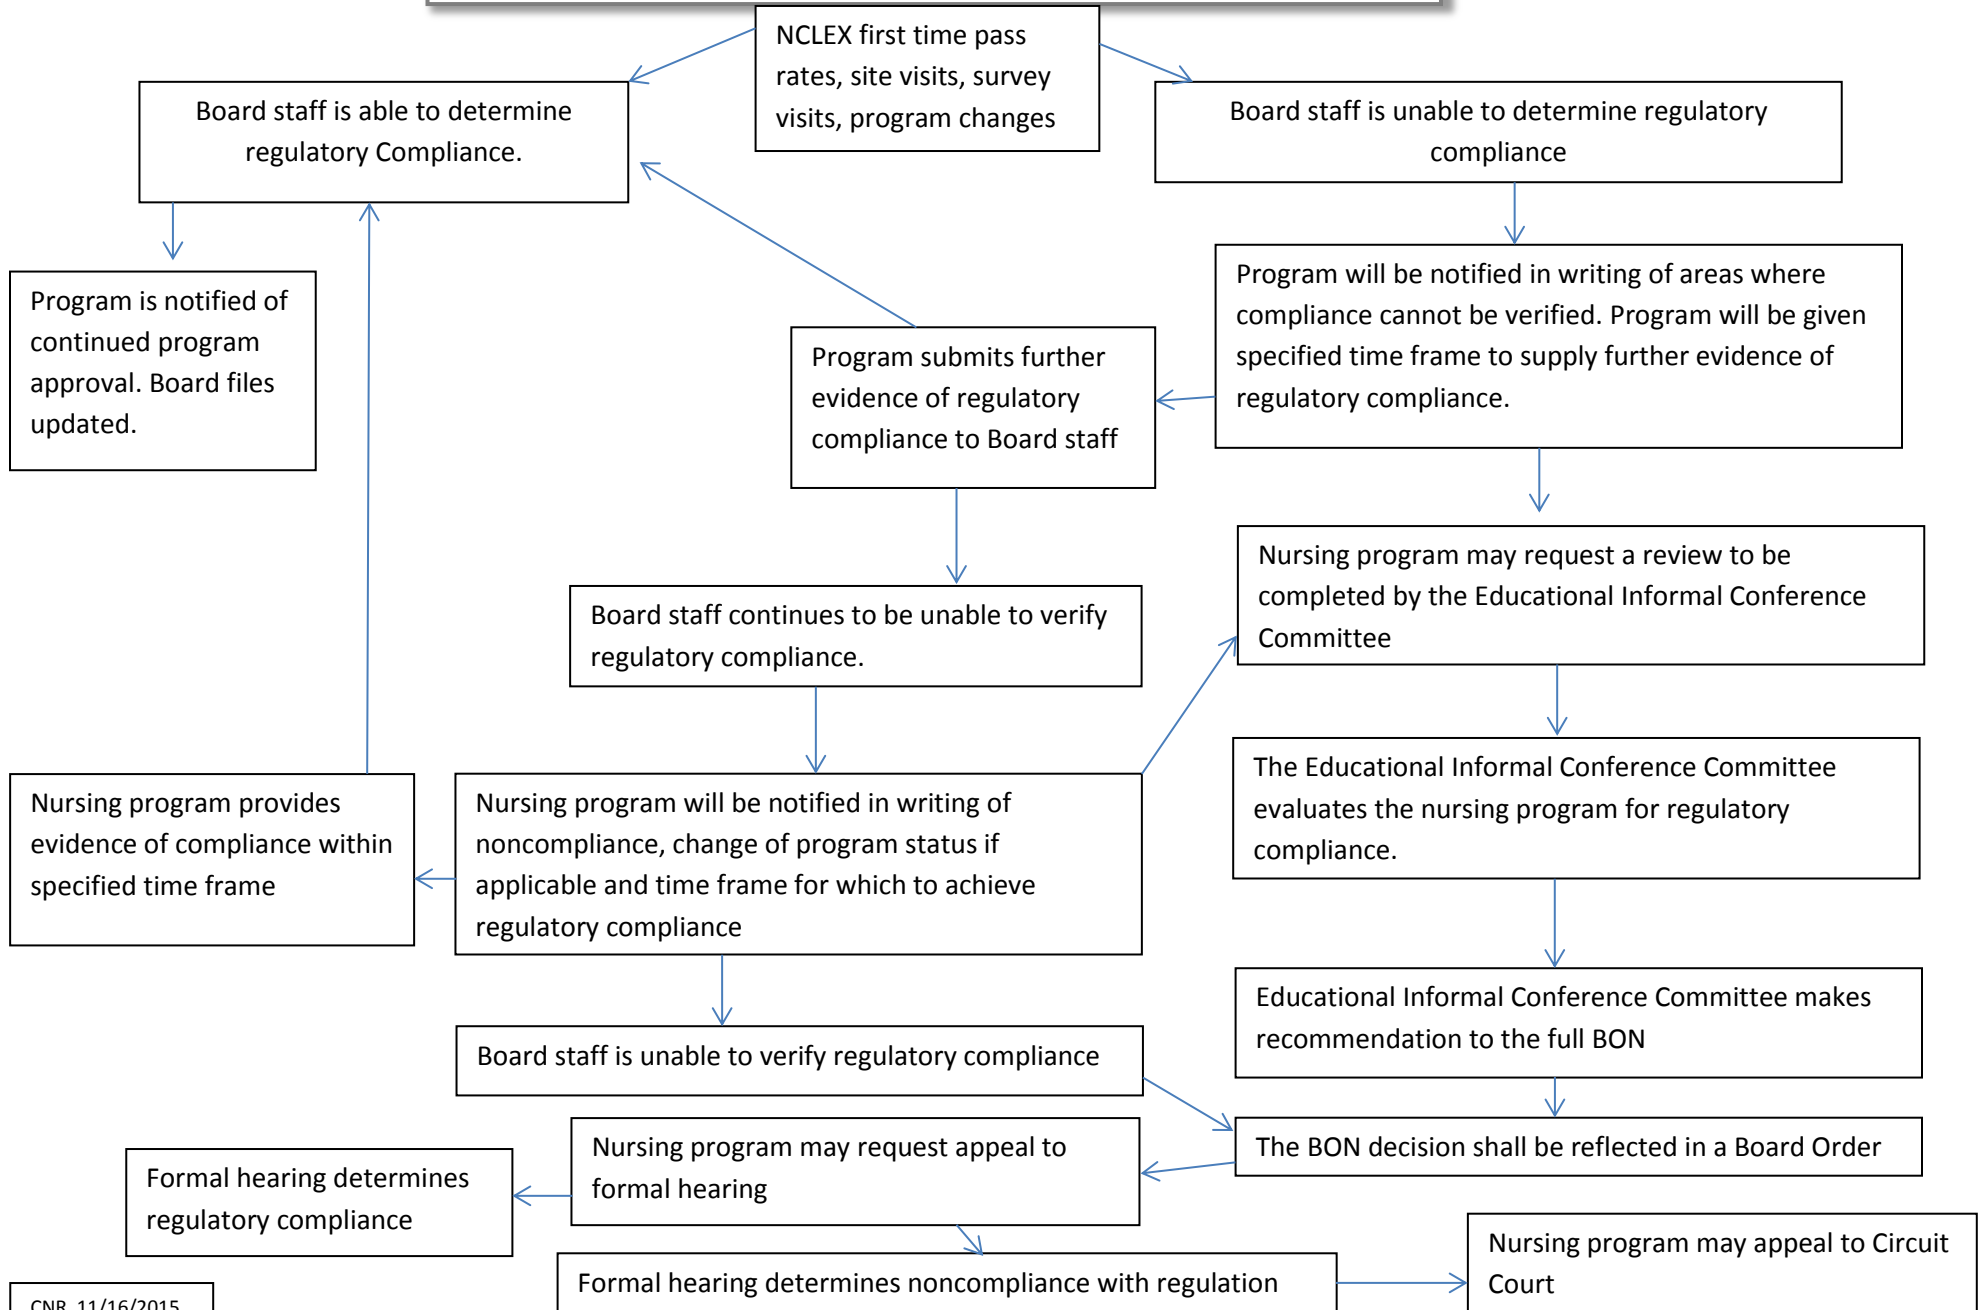 NCLEX first time pass
rates, site visits, survey
visits, program changes
Board staff is able to determine
regulatory Compliance.
Board staff is unable to determine regulatory
compliance
Program is notified of
continued program
approval. Board files
updated.
Program submits further
evidence of regulatory
compliance to Board staff
Program will be notified in writing of areas where
compliance cannot be verified. Program will be given
specified time frame to supply further evidence of
regulatory compliance.
Board staff continues to be unable to verify
regulatory compliance.
Nursing program may request a review to be
completed by the Educational Informal Conference
Committee
Nursing program provides
evidence of compliance within
specified time frame
Nursing program will be notified in writing of
noncompliance, change of program status if
applicable and time frame for which to achieve
regulatory compliance
The Educational Informal Conference Committee
evaluates the nursing program for regulatory
compliance.
Board staff is unable to verify regulatory compliance
Educational Informal Conference Committee makes
recommendation to the full BON
The BON decision shall be reflected in a Board Order
Nursing program may request appeal to
formal hearing
Formal hearing determines
regulatory compliance
Formal hearing determines noncompliance with regulation
Nursing program may appeal to Circuit
Court
CNR 11/16/2015